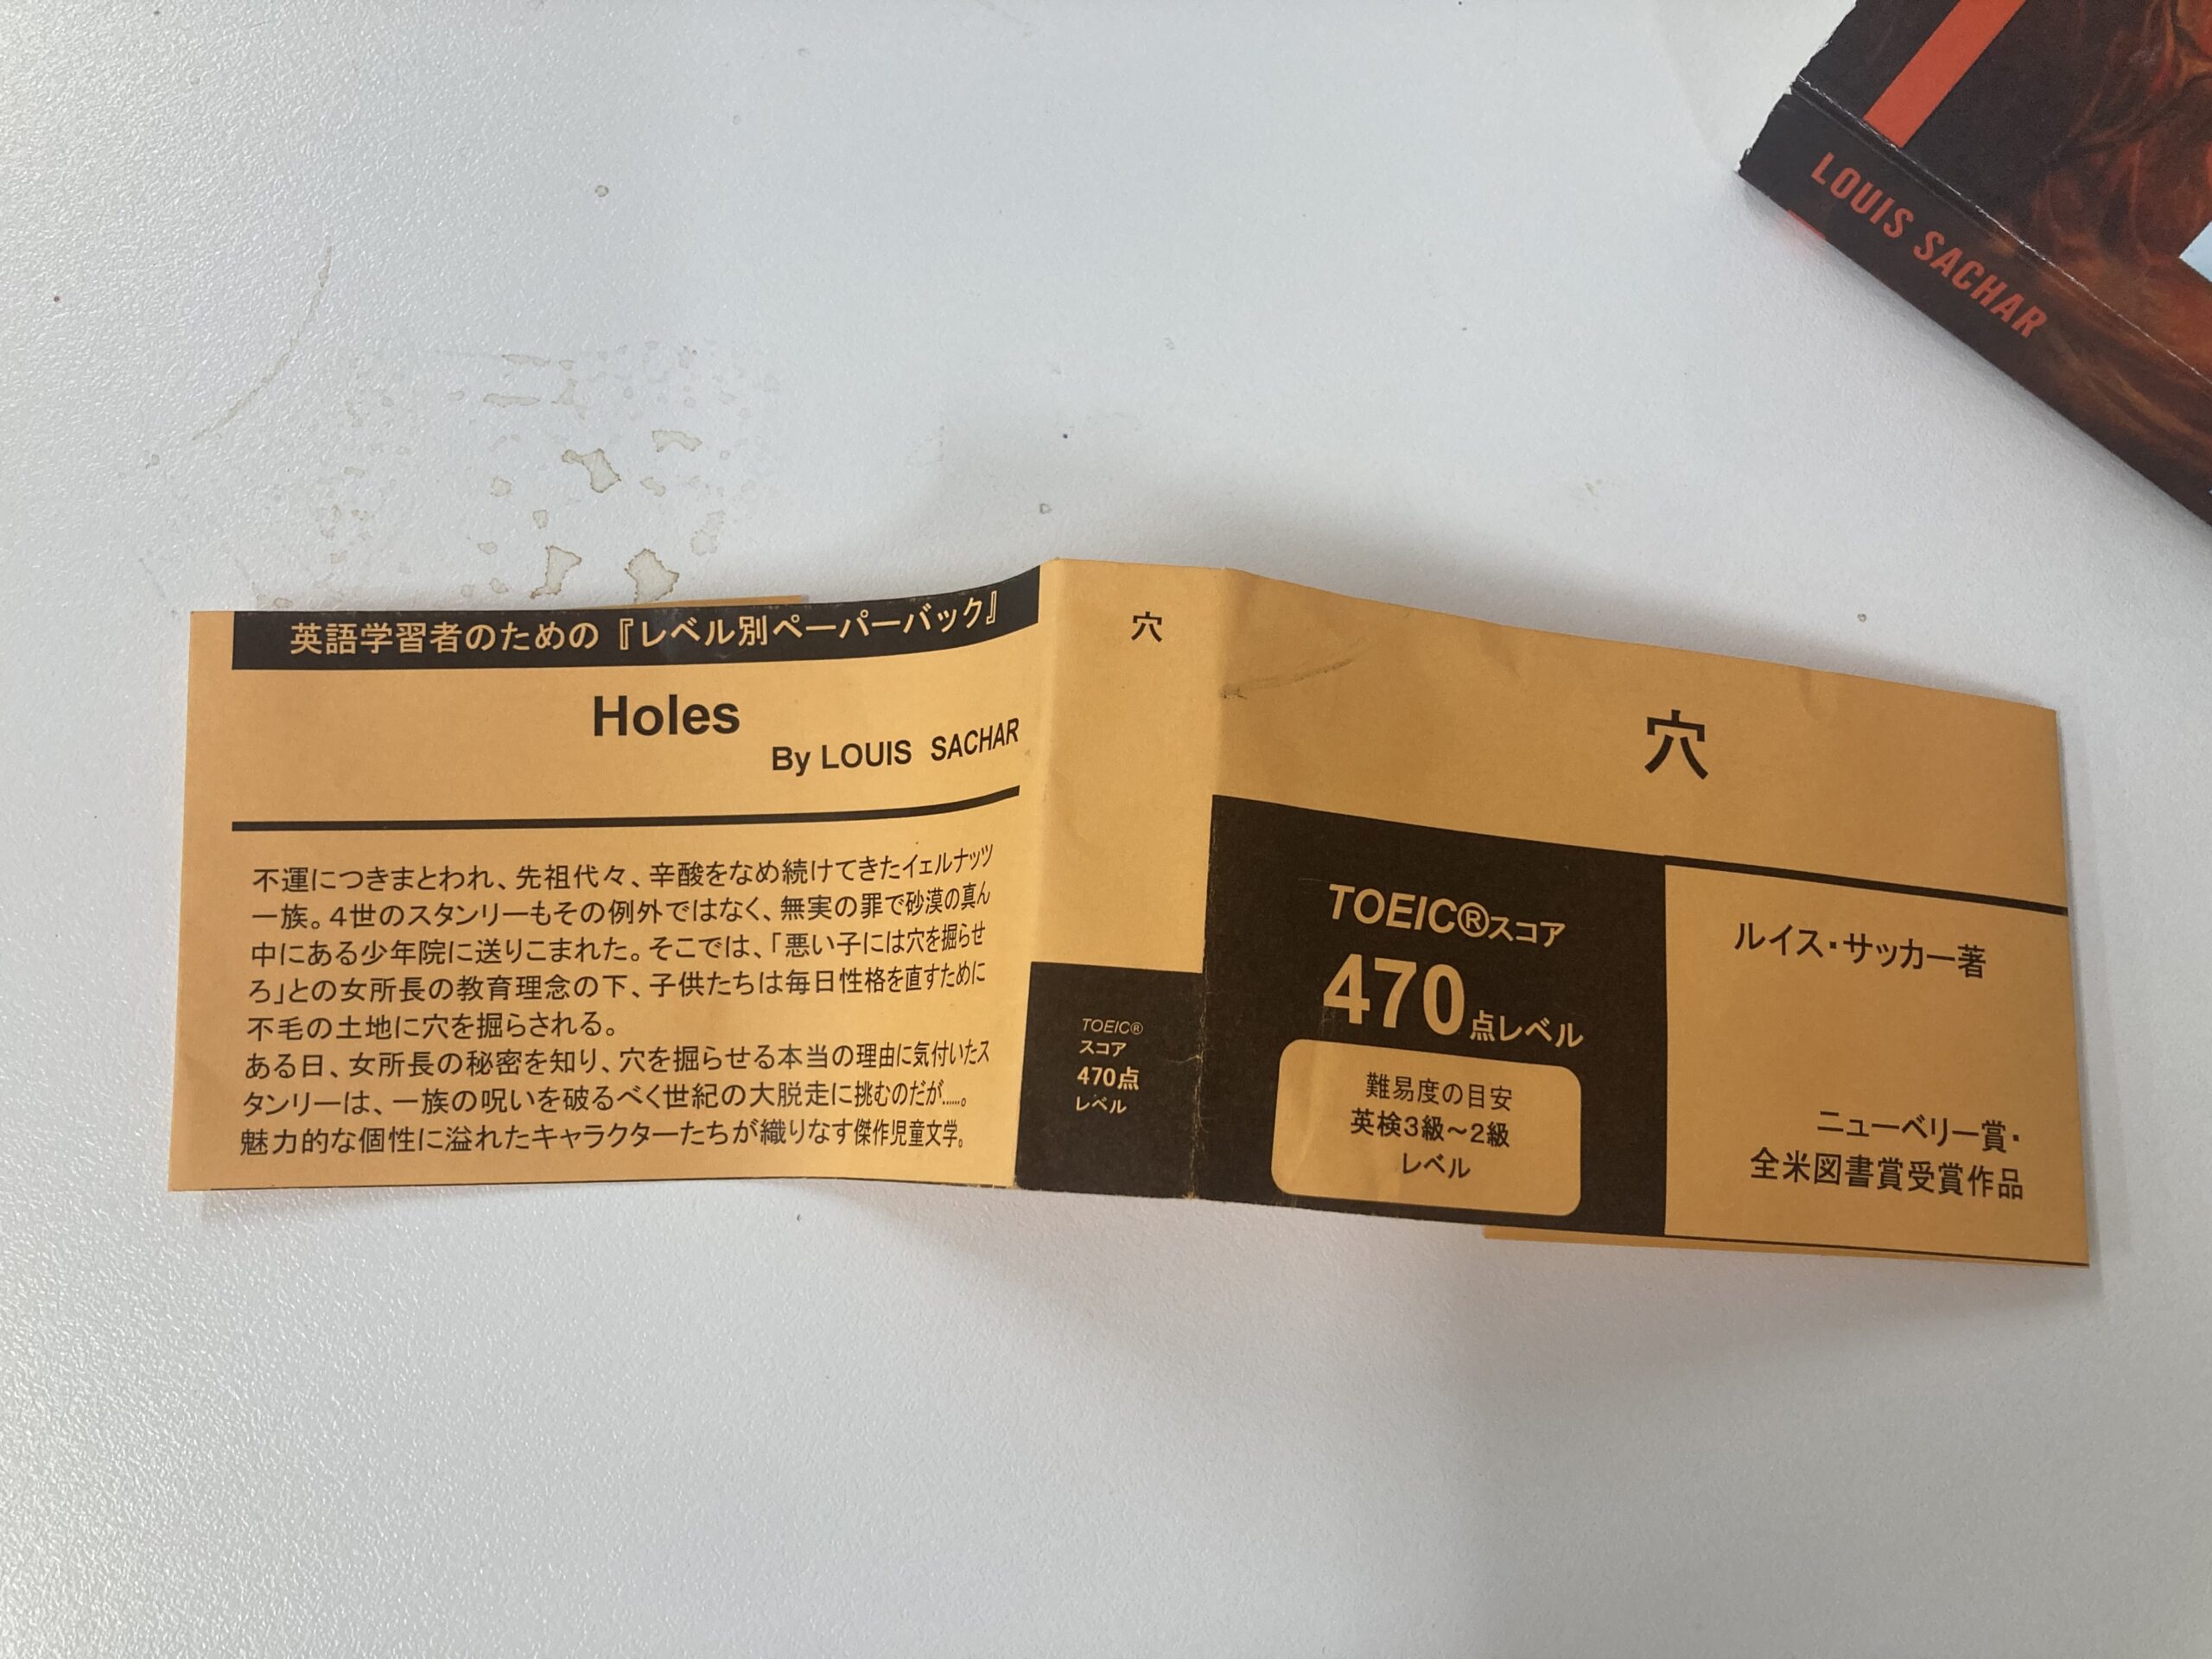 LOUIS SACHAR
英語学習者のための『レベル別ペーパーバック』
Holes
By LOUIS SACHAR
不運につきまとわれ、先祖代々、辛酸をなめ続けてきたイェルナッツ
一族。4世のスタンリーもその例外ではなく、無実の罪で砂漠の真ん
中にある少年院に送りこまれた。そこでは、「悪い子には穴を掘らせ
ろ」との女所長の教育理念の下、子供たちは毎日性格を直すために
不毛の土地に穴を掘らされる。
ある日、女所長の秘密を知り、穴を掘らせる本当の理由に気付いたス
タンリーは、一族の呪いを破るべく世紀の大脱走に挑むのだが……。
魅力的な個性に溢れたキャラクターたちが織りなす傑作児童文学。
穴
TOEIC®
スコア
470点
レベル
穴
TOEIC®スコア
470点レベル
難易度の目安
英検3級～2級
レベル
ルイス・サッカー著
ニューベリー賞・
全米図書賞受賞作品